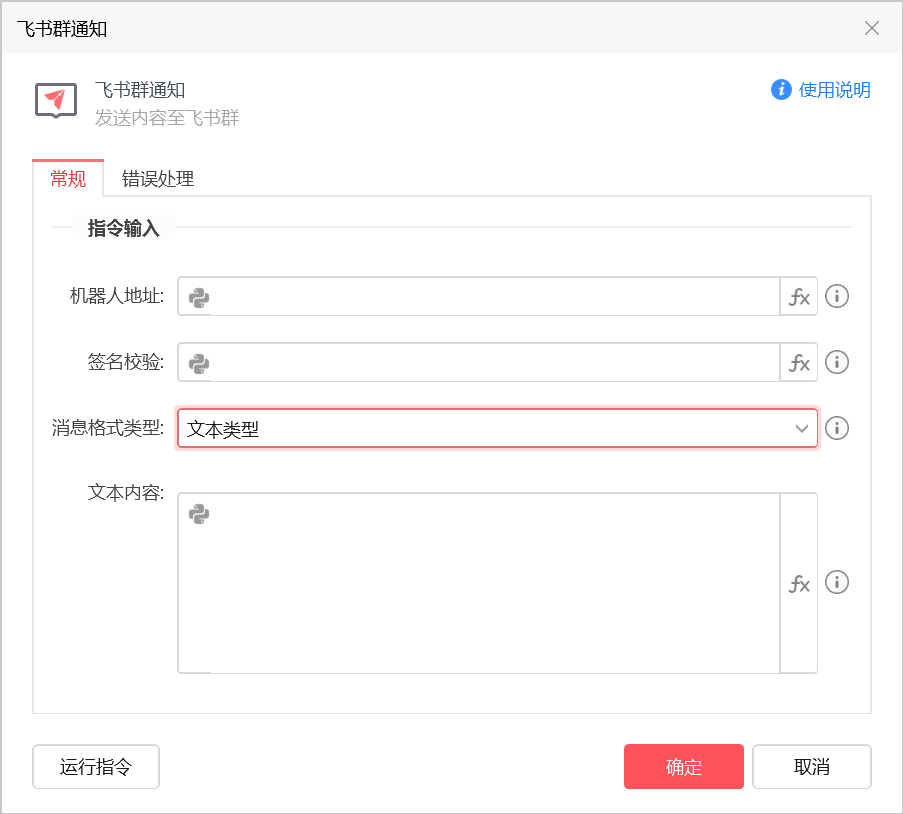 飞书群通知
飞书群通知
使用说明
发送内容至飞书群
常规 错误处理
指令输入
机器人地址: fx
签名校验: fx
消息格式类型: 文本类型
文本内容: fx
运行指令 确定 取消